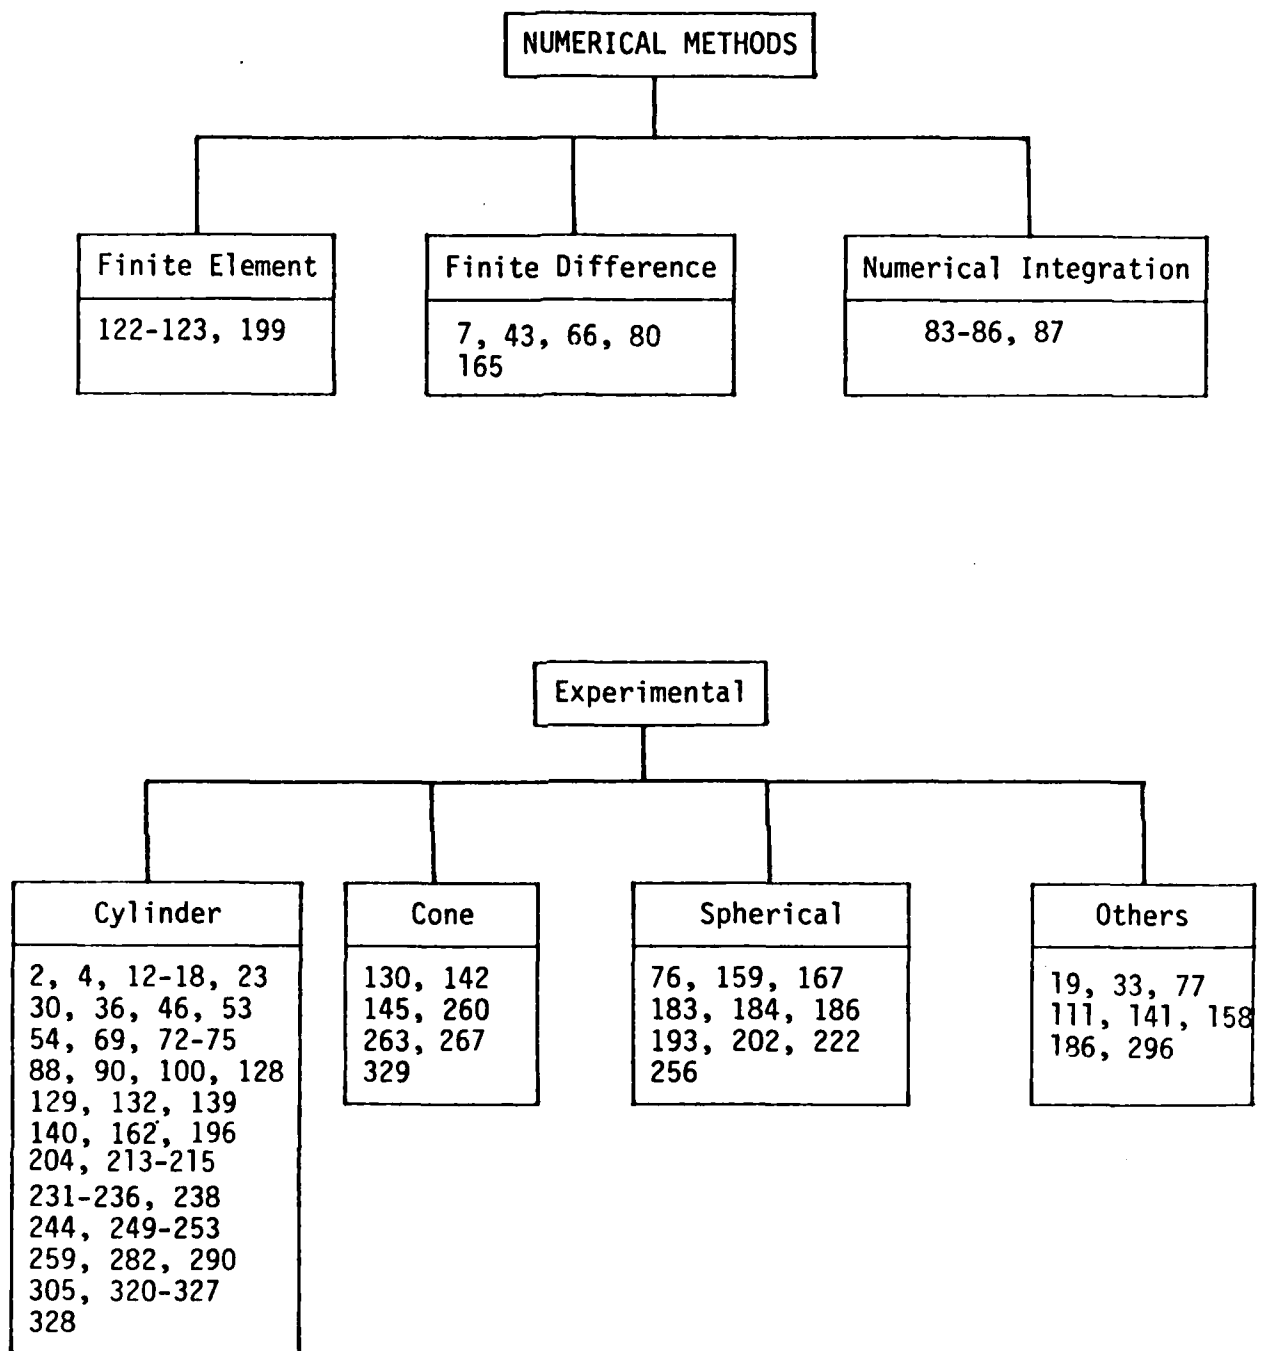 NUMERICAL METHODS
Finite Element
122-123, 199
Finite Difference
7, 43, 66, 80
165
Numerical Integration
83-86, 87
Experimental
Cylinder
2, 4, 12-18, 23
30, 36, 46, 53
54, 69, 72-75
88, 90, 100, 128
129, 132, 139
140, 162, 196
204, 213-215
231-236, 238
244, 249-253
259, 282, 290
305, 320-327
328
Cone
130, 142
145, 260
263, 267
329
Spherical
76, 159, 167
183, 184, 186
193, 202, 222
256
Others
19, 33, 77
111, 141, 158
186, 296